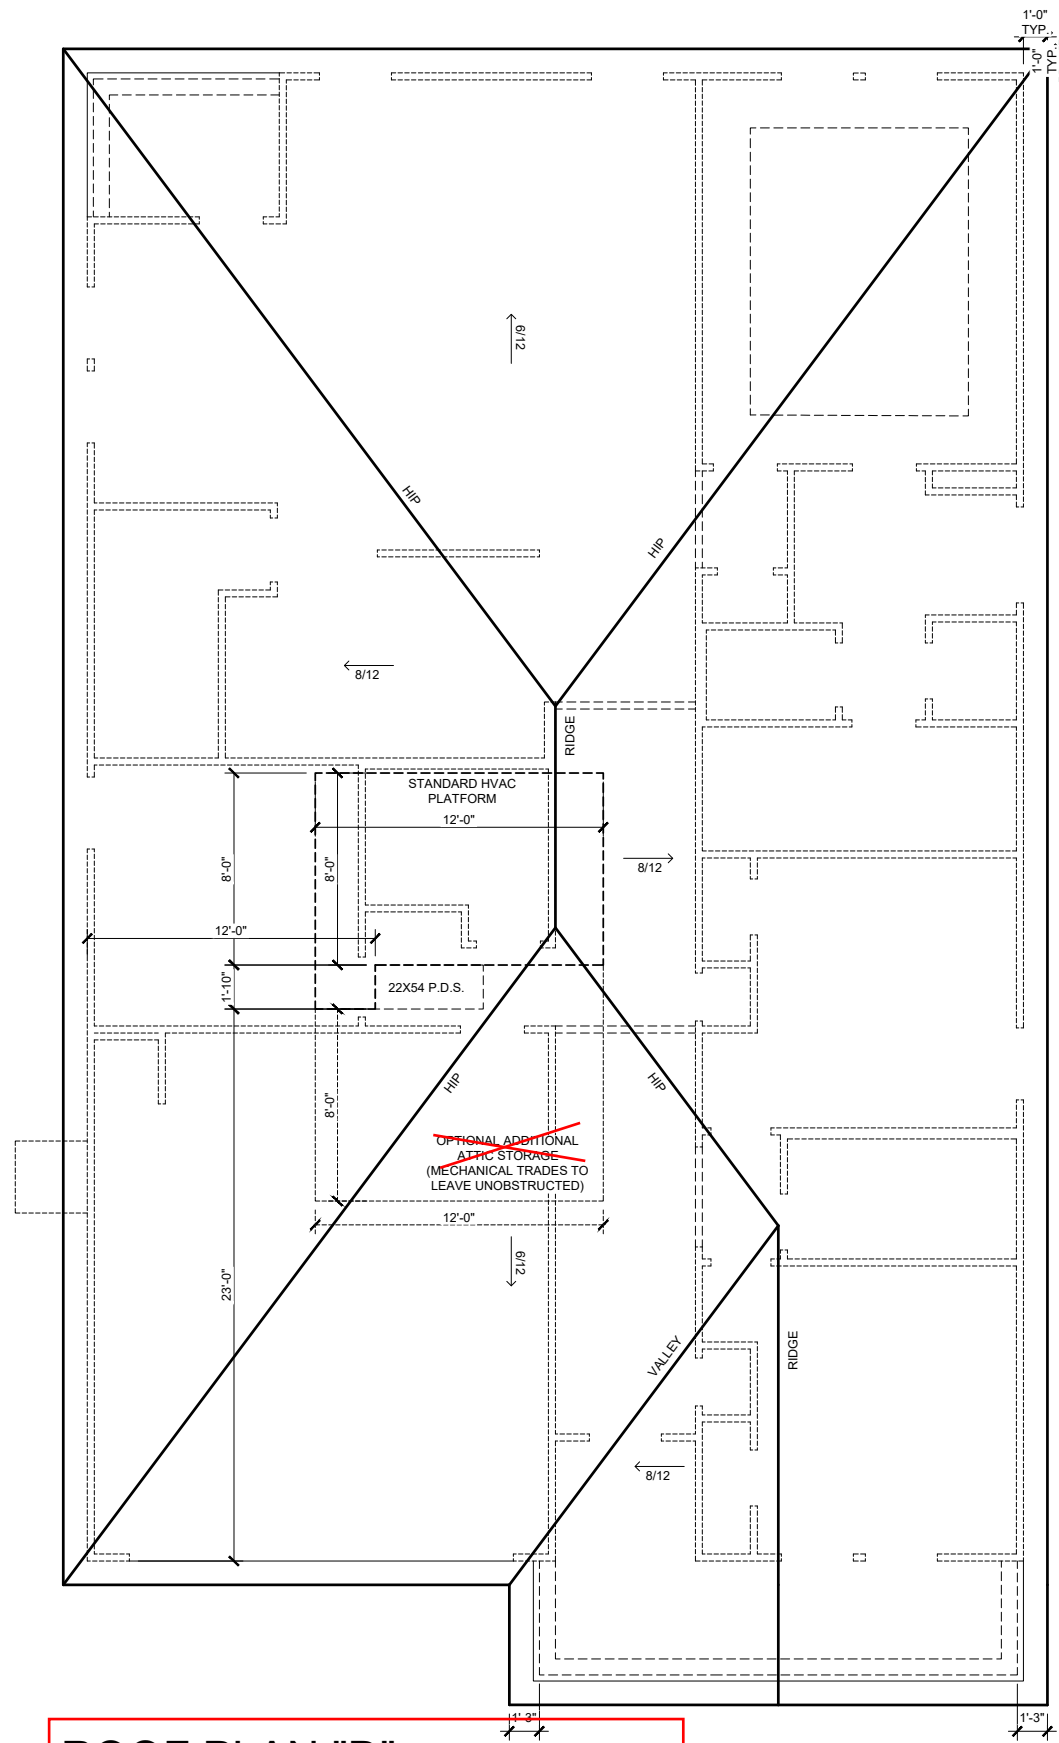 1'-0"
TYP.
1'-0"
TYP.
6/12
HIP
HIP
8/12
RIDGE
STANDARD HVAC
PLATFORM
12'-0"
8'-0"
8'-0"
8/12
12'-0"
1'-10"
22X54 P.D.S.
HIP
HIP
8'-0"
OPTIONAL ADDITIONAL
ATTIC STORAGE
(MECHANICAL TRADES TO
LEAVE UNOBSTRUCTED)
12'-0"
6/12
23'-0"
VALLEY
RIDGE
8/12
1'-3"
1'-3"
ROOF PLAN "B"